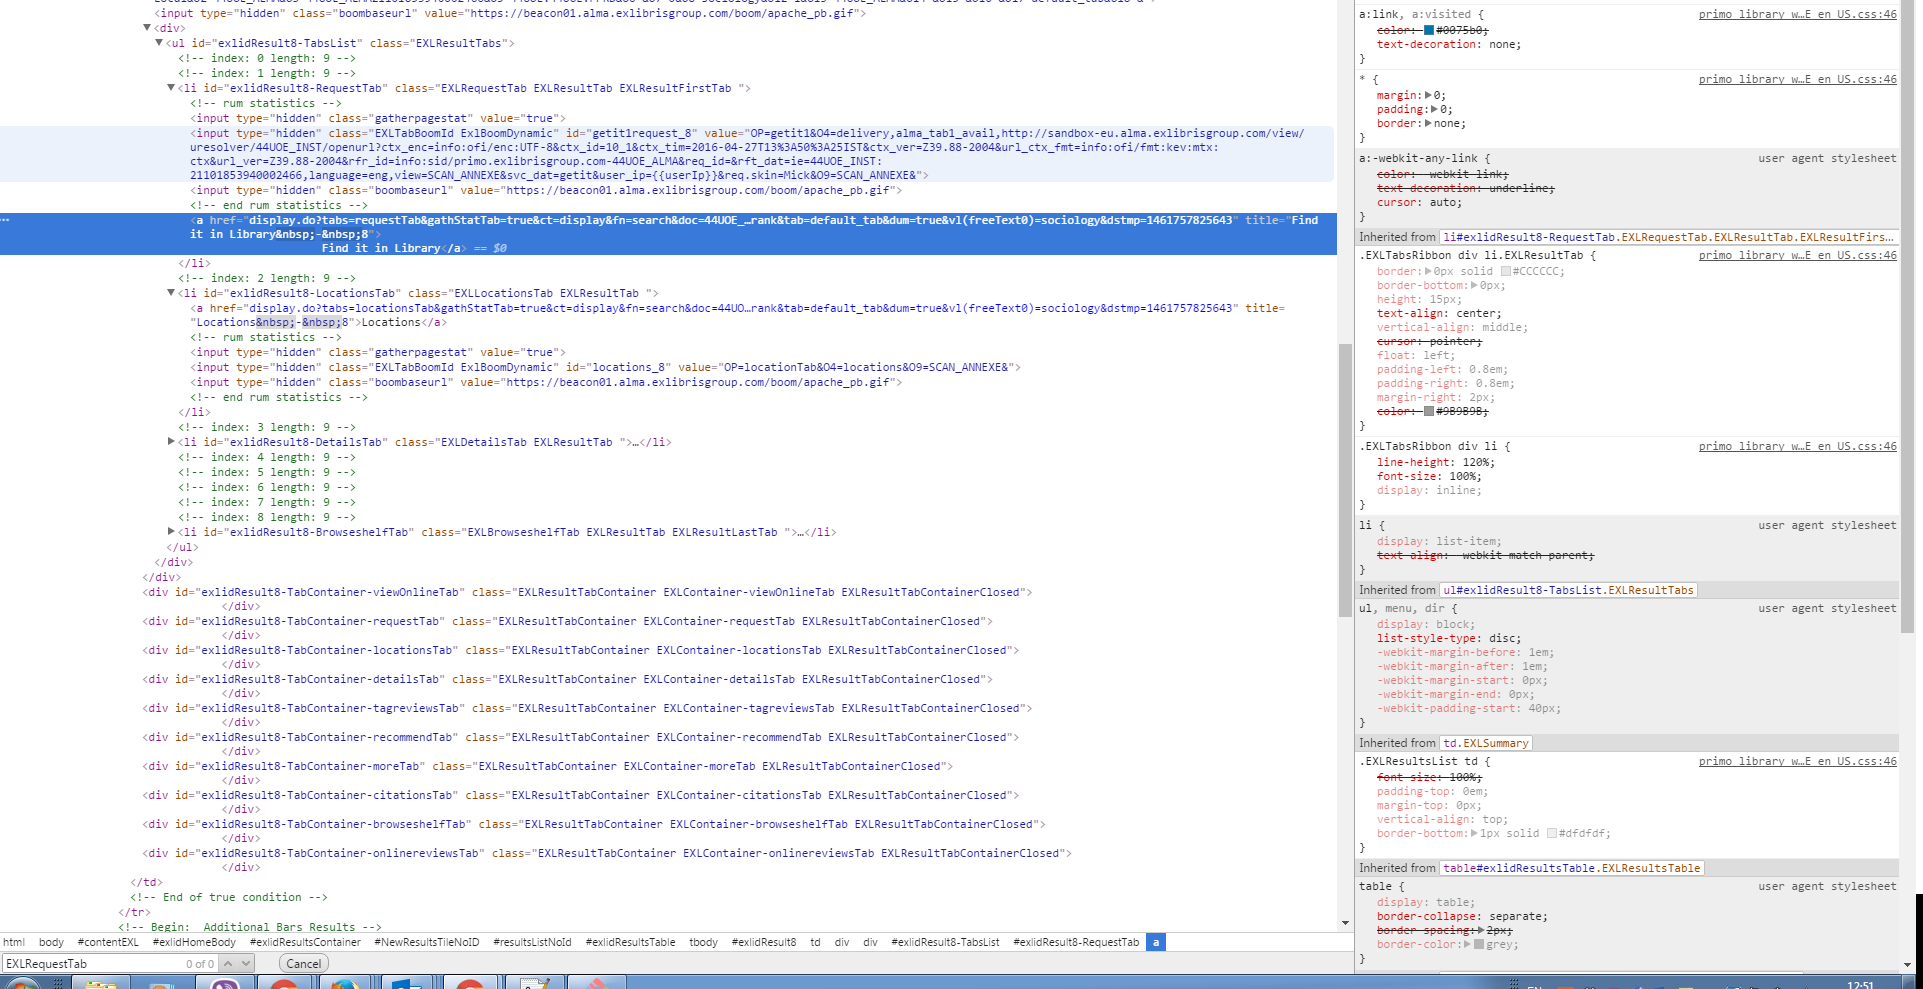 <input type="hidden" class="boombaseurl" value="https://beacon01.alma.exlibrisgroup.com/boom/apache_pb.gif">
▼<div>
▼<ul id="exlidResult8-TabsList" class="EXLResultTabs">
<!-- index: 0 length: 9 -->
<!-- index: 1 length: 9 -->
▼<li id="exlidResult8-RequestTab" class="EXLRequestTab EXLResultTab EXLResultFirstTab ">
<!-- rum statistics -->
<input type="hidden" class="gatherpagestat" value="true">
<input type="hidden" class="EXLTabBoomId ExlBoomDynamic" id="getit1request_8" value="OP=getit1&O4=delivery,alma_tab1_avail,http://sandbox-eu.alma.exlibrisgroup.com/view/
uresolver/44UOE_INST/openurl?ctx_enc=info:ofi/enc:UTF-8&ctx_id=10_1&ctx_tim=2016-04-27T13%3A50%3A25IST&ctx_ver=Z39.88-2004&url_ctx_fmt=info:ofi/fmt:kev:mtx:
ctx&url_ver=Z39.88-2004&rfr_id=info:sid/primo.exlibrisgroup.com-44UOE_ALMA&req_id=&rft_dat=ie=44UOE_INST:
21101853940002466,language=eng,view=SCAN_ANNEXE&svc_dat=getit&user_ip={{userIp}}&req.skin=Mick&O9=SCAN_ANNEXE&">
<input type="hidden" class="boombaseurl" value="https://beacon01.alma.exlibrisgroup.com/boom/apache_pb.gif">
<!-- end rum statistics -->
<a href="display.do?tabs=requestTab&gathStatTab=true&ct=display&fn=search&doc=44UOE_…rank&tab=default_tab&dum=true&vl(freeText0)=sociology&dstmp=1461757825643" title="Find
it in Library&nbsp;-&nbsp;8">
Find it in Library</a> == $0
</li>
<!-- index: 2 length: 9 -->
▼<li id="exlidResult8-LocationsTab" class="EXLLocationsTab EXLResultTab ">
<a href="display.do?tabs=locationsTab&gathStatTab=true&ct=display&fn=search&doc=44UO…rank&tab=default_tab&dum=true&vl(freeText0)=sociology&dstmp=1461757825643" title=
"Locations&nbsp;-&nbsp;8">Locations</a>
<!-- rum statistics -->
<input type="hidden" class="gatherpagestat" value="true">
<input type="hidden" class="EXLTabBoomId ExlBoomDynamic" id="locations_8" value="OP=locationTab&O4=locations&O9=SCAN_ANNEXE&">
<input type="hidden" class="boombaseurl" value="https://beacon01.alma.exlibrisgroup.com/boom/apache_pb.gif">
<!-- end rum statistics -->
</li>
<!-- index: 3 length: 9 -->
▶<li id="exlidResult8-DetailsTab" class="EXLDetailsTab EXLResultTab ">…</li>
<!-- index: 4 length: 9 -->
<!-- index: 5 length: 9 -->
<!-- index: 6 length: 9 -->
<!-- index: 7 length: 9 -->
<!-- index: 8 length: 9 -->
▶<li id="exlidResult8-BrowseshelfTab" class="EXLBrowseshelfTab EXLResultTab EXLResultLastTab ">…</li>
</ul>
</div>
</div>
<div id="exlidResult8-TabContainer-viewOnlineTab" class="EXLResultTabContainer EXLContainer-viewOnlineTab EXLResultTabContainerClosed">
</div>
<div id="exlidResult8-TabContainer-requestTab" class="EXLResultTabContainer EXLContainer-requestTab EXLResultTabContainerClosed">
</div>
<div id="exlidResult8-TabContainer-locationsTab" class="EXLResultTabContainer EXLContainer-locationsTab EXLResultTabContainerClosed">
</div>
<div id="exlidResult8-TabContainer-detailsTab" class="EXLResultTabContainer EXLContainer-detailsTab EXLResultTabContainerClosed">
</div>
<div id="exlidResult8-TabContainer-tagreviewsTab" class="EXLResultTabContainer EXLContainer-tagreviewsTab EXLResultTabContainerClosed">
</div>
<div id="exlidResult8-TabContainer-recommendTab" class="EXLResultTabContainer EXLContainer-recommendTab EXLResultTabContainerClosed">
</div>
<div id="exlidResult8-TabContainer-moreTab" class="EXLResultTabContainer EXLContainer-moreTab EXLResultTabContainerClosed">
</div>
<div id="exlidResult8-TabContainer-citationsTab" class="EXLResultTabContainer EXLContainer-citationsTab EXLResultTabContainerClosed">
</div>
<div id="exlidResult8-TabContainer-browseshelfTab" class="EXLResultTabContainer EXLContainer-browseshelfTab EXLResultTabContainerClosed">
</div>
<div id="exlidResult8-TabContainer-onlinereviewsTab" class="EXLResultTabContainer EXLContainer-onlinereviewsTab EXLResultTabContainerClosed">
</div>
</td>
<!-- End of true condition -->
</tr>
<!-- Begin:  Additional Bars Results -->
html body #contentEXL #exlidHomeBody #exlidResultsContainer #NewResultsTileNoID #resultsListNoId #exlidResultsTable tbody #exlidResult8 td div div #exlidResult8-TabsList #exlidResult8-RequestTab a
EXLRequestTab 0 of 0 Cancel
a:link, a:visited { primo_library_w…E_en_US.css:46
color: #0075b0;
text-decoration: none;
}
* { primo_library_w…E_en_US.css:46
margin:▶0;
padding:▶0;
border:▶none;
}
a:-webkit-any-link { user agent stylesheet
color: -webkit-link;
text-decoration: underline;
cursor: auto;
}
Inherited from li#exlidResult8-RequestTab.EXLRequestTab.EXLResultTab.EXLResultFirs…
.EXLTabsRibbon div li.EXLResultTab { primo_library_w…E_en_US.css:46
border:▶0px solid #CCCCCC;
border-bottom:▶0px;
height: 15px;
text-align: center;
vertical-align: middle;
cursor: pointer;
float: left;
padding-left: 0.8em;
padding-right: 0.8em;
margin-right: 2px;
color: #9B9B9B;
}
.EXLTabsRibbon div li { primo_library_w…E_en_US.css:46
line-height: 120%;
font-size: 100%;
display: inline;
}
li { user agent stylesheet
display: list-item;
text-align: -webkit-match-parent;
}
Inherited from ul#exlidResult8-TabsList.EXLResultTabs
ul, menu, dir { user agent stylesheet
display: block;
list-style-type: disc;
-webkit-margin-before: 1em;
-webkit-margin-after: 1em;
-webkit-margin-start: 0px;
-webkit-margin-end: 0px;
-webkit-padding-start: 40px;
}
Inherited from td.EXLSummary
.EXLResultsList td { primo_library_w…E_en_US.css:46
font-size: 100%;
padding-top: 0em;
margin-top: 0px;
vertical-align: top;
border-bottom:▶1px solid #dfdfdf;
}
Inherited from table#exlidResultsTable.EXLResultsTable
table { user agent stylesheet
display: table;
border-collapse: separate;
border-spacing:▶2px;
border-color:▶grey;
}
12:51